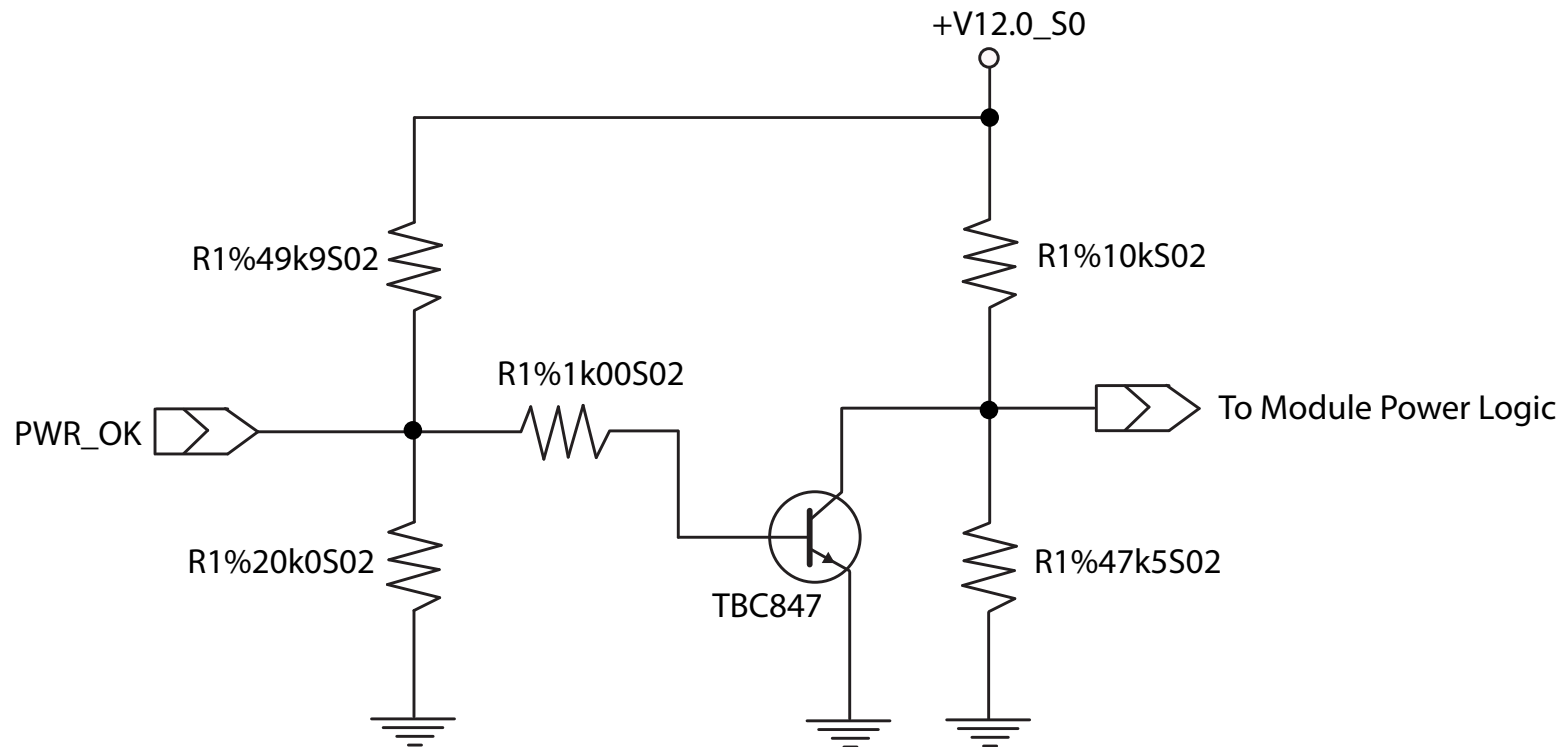 +V12.0_S0
R1%49k9S02
R1%10kS02
R1%1k00S02
PWR_OK
To Module Power Logic
R1%20k0S02
R1%47k5S02
TBC847